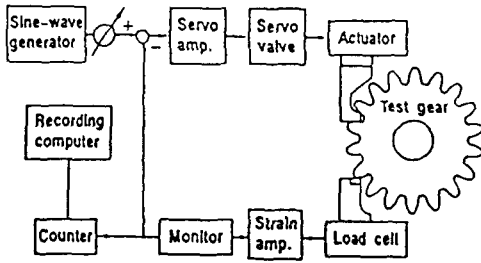 Sine-wave
generator
+
−
Servo
amp.
Servo
valve
Actuator
Test gear
Recording
computer
Counter
Monitor
Strain
amp.
Load cell